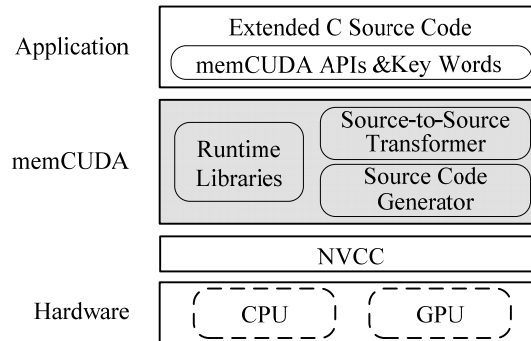 Application
Extended C Source Code
memCUDA APIs &Key Words
memCUDA
Runtime
Libraries
Source-to-Source
Transformer
Source Code
Generator
NVCC
Hardware
CPU
GPU